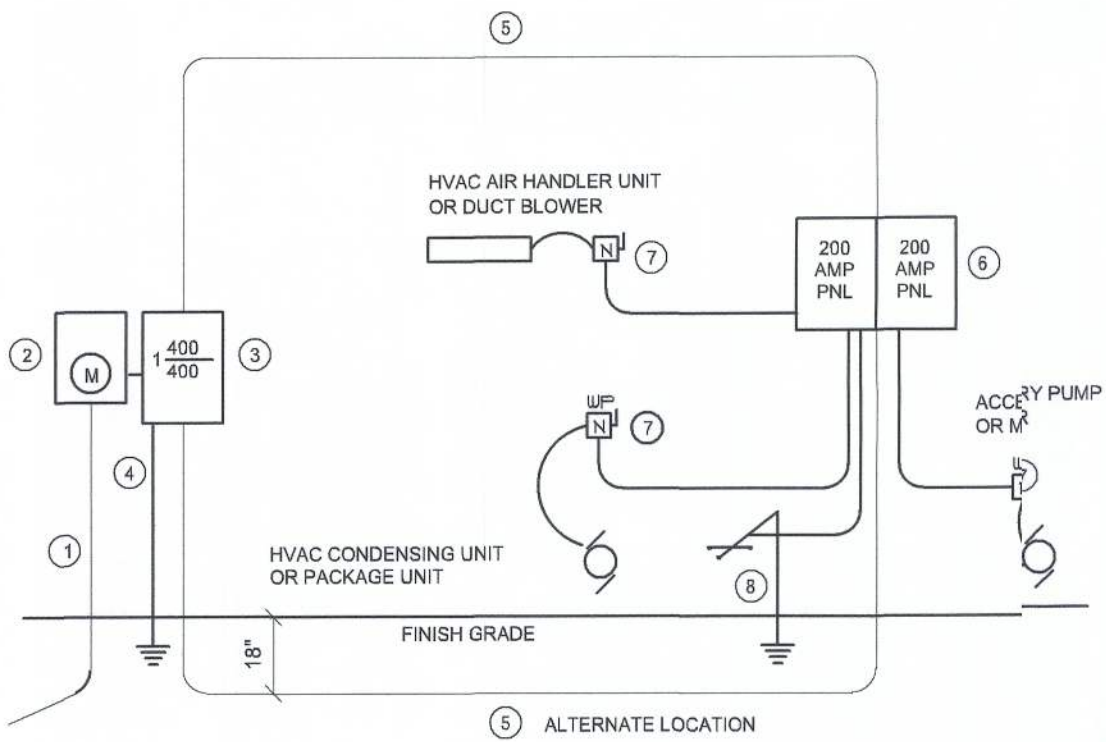 5
HVAC AIR HANDLER UNIT
OR DUCT BLOWER
N
7
200
AMP
PNL
200
AMP
PNL
6
2
M
1 400
400
3
WP
N
7
PUMP
OR
4
1
HVAC CONDENSING UNIT
OR PACKAGE UNIT
8
FINISH GRADE
18"
5 ALTERNATE LOCATION